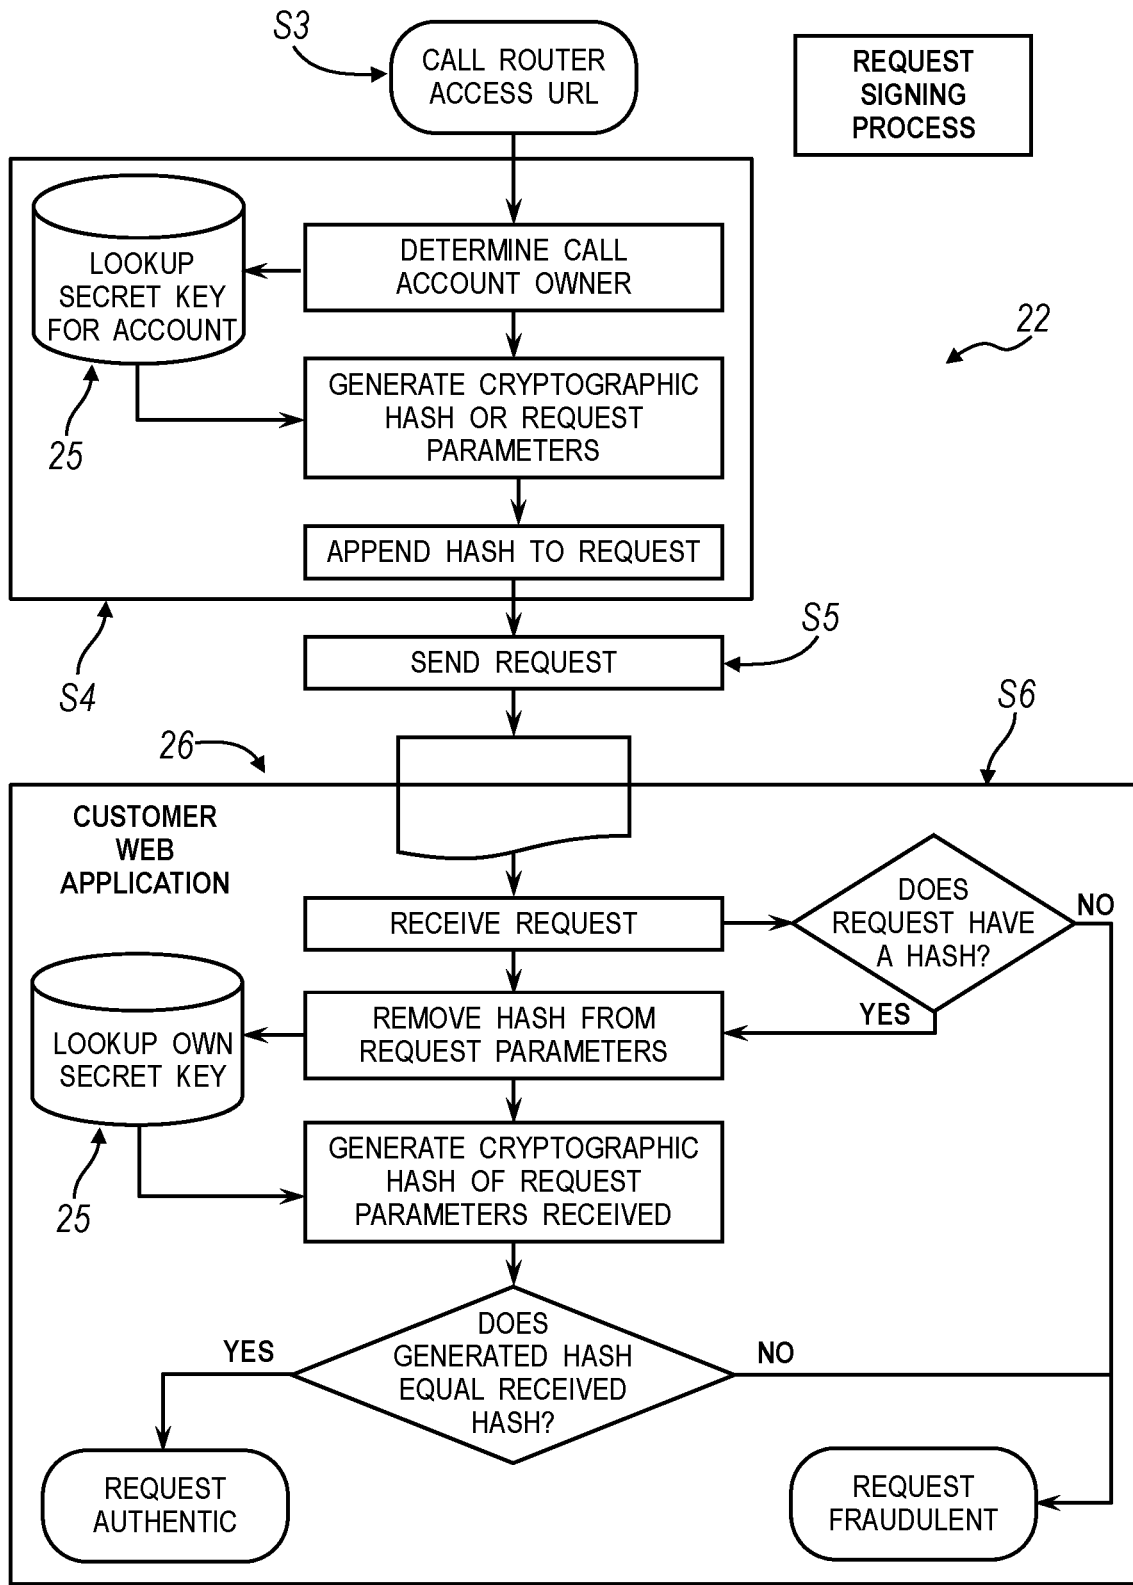 S3
CALL ROUTER
ACCESS URL
REQUEST
SIGNING
PROCESS
LOOKUP
SECRET KEY
FOR ACCOUNT
DETERMINE CALL
ACCOUNT OWNER
22
GENERATE CRYPTOGRAPHIC
HASH OR REQUEST
PARAMETERS
25
APPEND HASH TO REQUEST
S4
SEND REQUEST
S5
26
S6
CUSTOMER
WEB
APPLICATION
RECEIVE REQUEST
DOES
REQUEST HAVE
A HASH?
NO
YES
REMOVE HASH FROM
REQUEST PARAMETERS
LOOKUP OWN
SECRET KEY
25
GENERATE CRYPTOGRAPHIC
HASH OF REQUEST
PARAMETERS RECEIVED
DOES
GENERATED HASH
EQUAL RECEIVED
HASH?
YES
NO
REQUEST
AUTHENTIC
REQUEST
FRAUDULENT